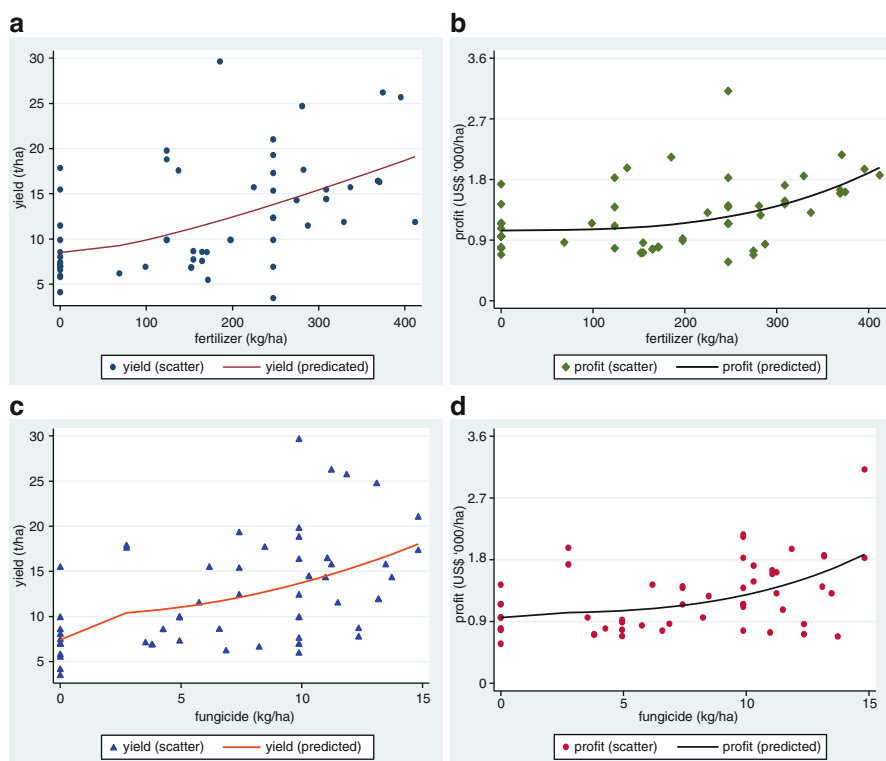 a
30
25
20
15
10
5
yield (t/ha)
0 100 200 300 400
fertilizer (kg/ha)
yield (scatter) yield (predicated)
b
3.6
2.7
1.8
0.9
0
profit (US$ '000/ha)
0 100 200 300 400
fertilizer (kg/ha)
profit (scatter) profit (predicted)
c
30
25
20
15
10
5
yield (t/ha)
0 5 10 15
fungicide (kg/ha)
yield (scatter) yield (predicted)
d
3.6
2.7
1.8
0.9
0
profit (US$ '000/ha)
0 5 10 15
fungicide (kg/ha)
profit (scatter) profit (predicted)